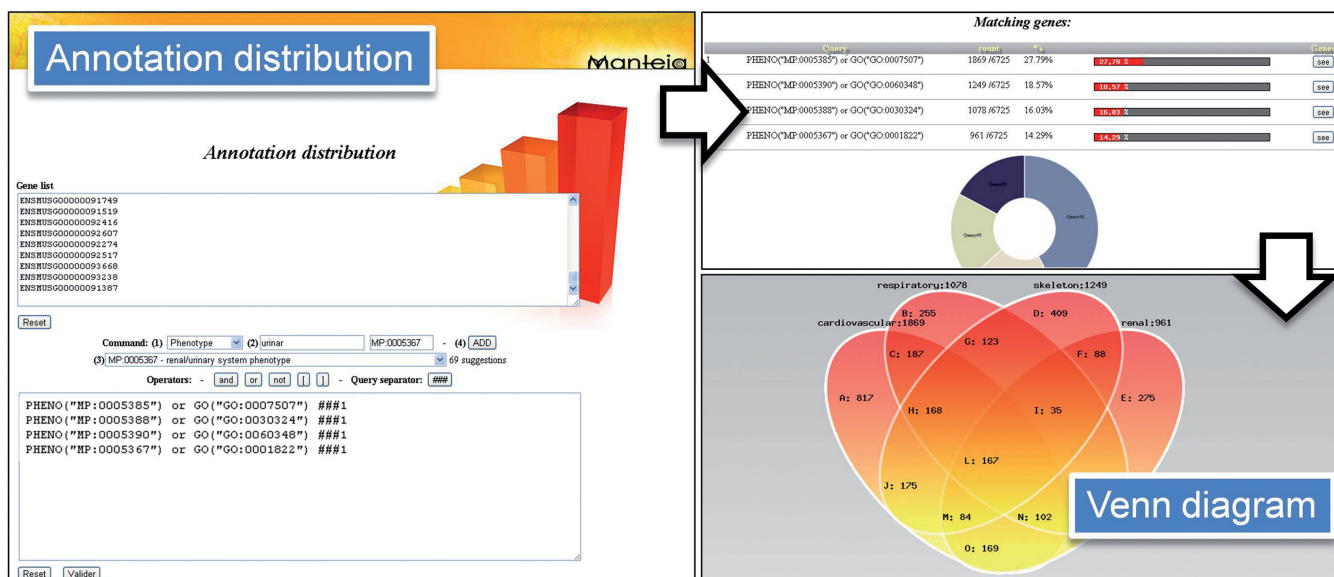 Annotation distribution
Manteia
Annotation distribution
Gene list
ENSMUSG00000091749
ENSMUSG00000091519
ENSMUSG00000092416
ENSMUSG00000092607
ENSMUSG00000092274
ENSMUSG00000092517
ENSMUSG00000093668
ENSMUSG00000093238
ENSMUSG00000091387
Reset
Command: (1) Phenotype (2) urinar MP:0005367 - (4) ADD
(3) MP:0005367 - renal/urinary system phenotype 69 suggestions
Operators: - and or not [ ] - Query separator: ###
PHENO("MP:0005385") or GO("GO:0007507") ###1
PHENO("MP:0005388") or GO("GO:0030324") ###1
PHENO("MP:0005390") or GO("GO:0060348") ###1
PHENO("MP:0005367") or GO("GO:0001822") ###1
Reset Valider
Matching genes:
Query count % Genes
1 PHENO("MP:0005385") or GO("GO:0007507") 1869 /6725 27.79% 27,79 % see
PHENO("MP:0005390") or GO("GO:0060348") 1249 /6725 18.57% 18,57 % see
PHENO("MP:0005388") or GO("GO:0030324") 1078 /6725 16.03% 16,03 % see
PHENO("MP:0005367") or GO("GO:0001822") 961 /6725 14.29% 14,29 % see
respiratory:1078 skeleton:1249
cardiovascular:1869 renal:961
B: 255 D: 409
G: 123
C: 187 F: 88
A: 817 E: 275
H: 168 I: 35
L: 167
J: 175
M: 84 N: 102
O: 169
Venn diagram